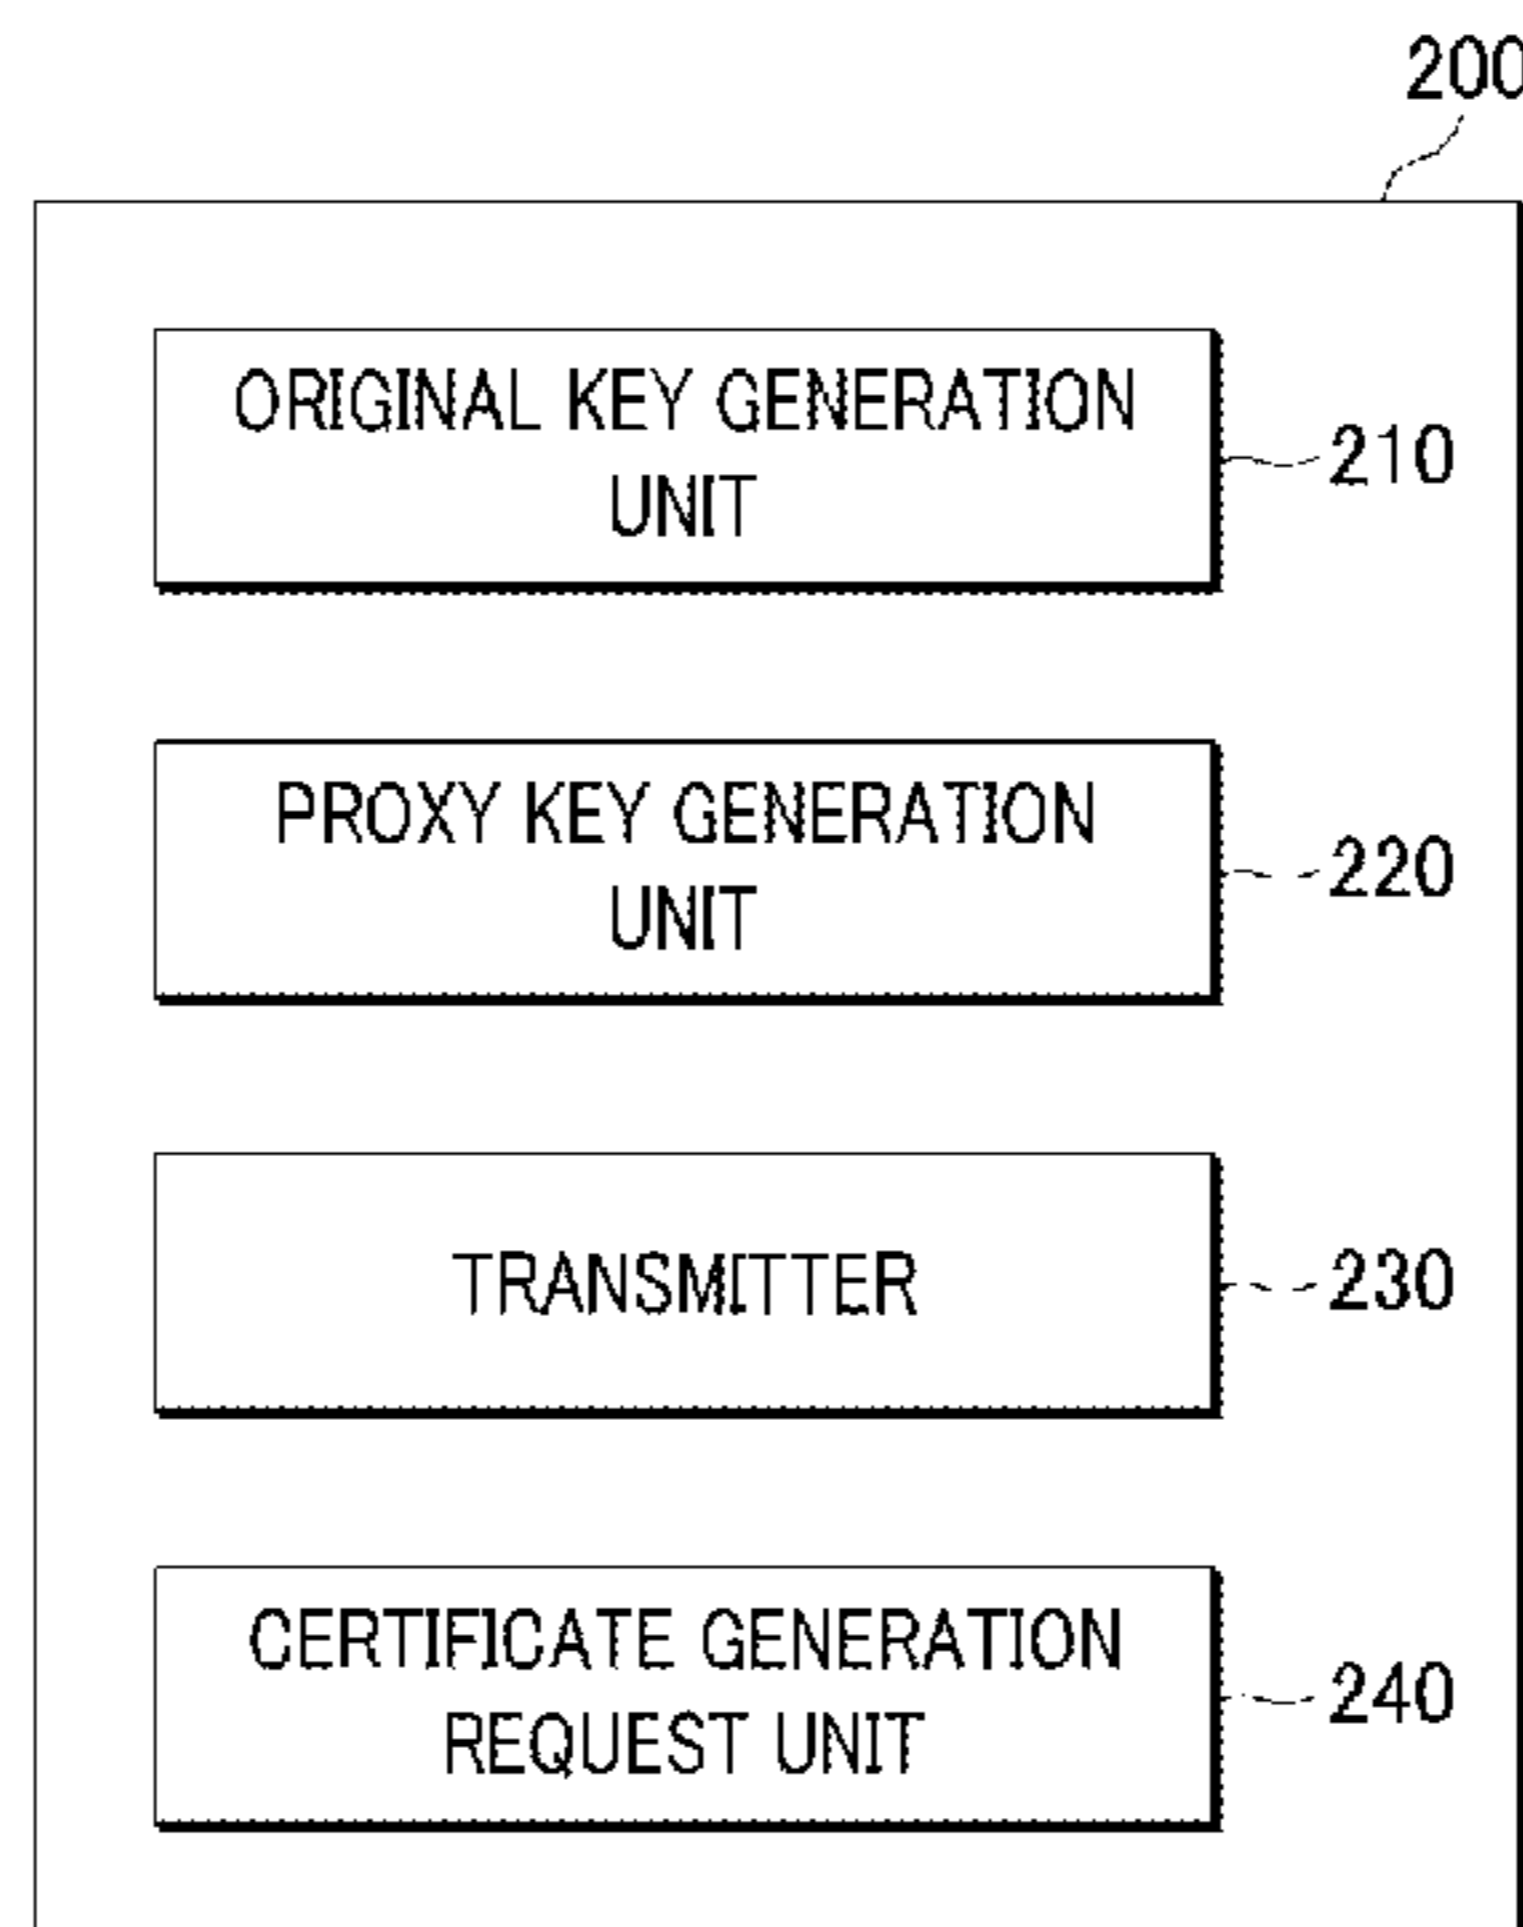 200
ORIGINAL KEY GENERATION
UNIT
210
PROXY KEY GENERATION
UNIT
220
TRANSMITTER
230
CERTIFICATE GENERATION
REQUEST UNIT
240